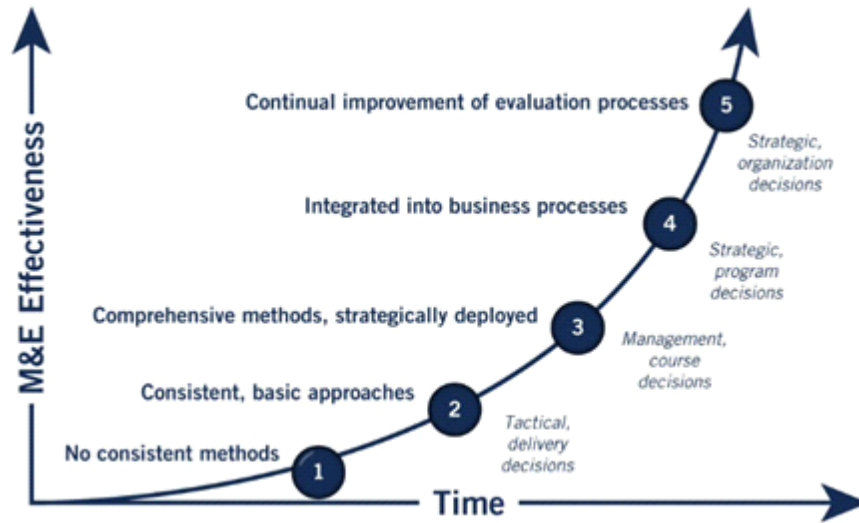 M&E Effectiveness
Continual improvement of evaluation processes
5
Strategic,
organization
decisions
Integrated into business processes
4
Strategic,
program
decisions
Comprehensive methods, strategically deployed
3
Management,
course
decisions
Consistent, basic approaches
2
Tactical,
delivery
decisions
No consistent methods
1
Time